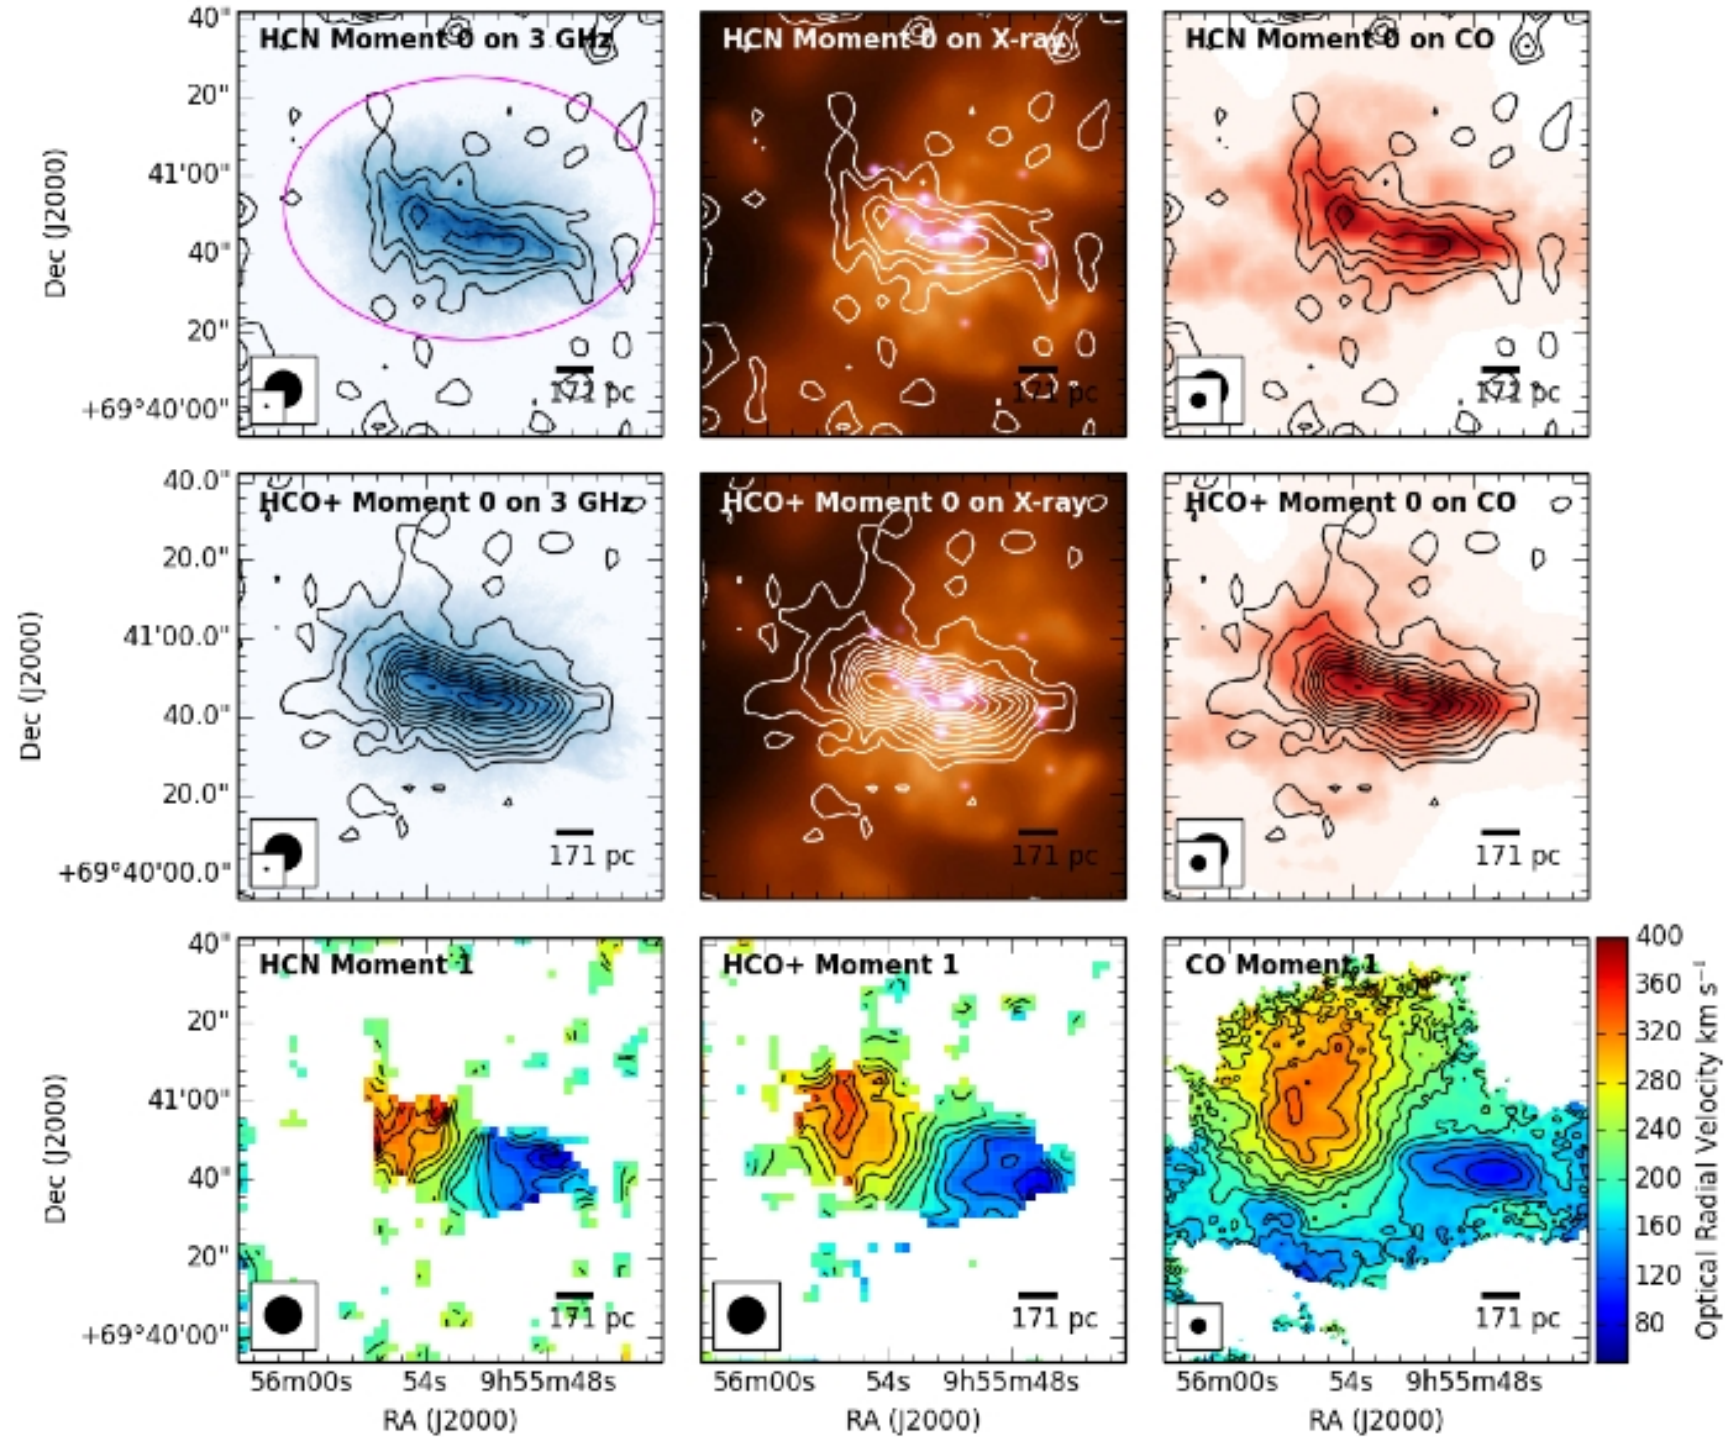 HCN Moment 0 on 3 GHz
HCN Moment 0 on X-ray
HCN Moment 0 on CO
40"
20"
41'00"
40"
20"
+69°40'00"
Dec (J2000)
171 pc
171 pc
171 pc
HCO+ Moment 0 on 3 GHz
HCO+ Moment 0 on X-ray
HCO+ Moment 0 on CO
40.0"
20.0"
41'00.0"
40.0"
20.0"
+69°40'00.0"
Dec (J2000)
171 pc
171 pc
171 pc
HCN Moment 1
HCO+ Moment 1
CO Moment 1
40"
20"
41'00"
40"
20"
+69°40'00"
Dec (J2000)
171 pc
171 pc
171 pc
400
360
320
280
240
200
160
120
80
Optical Radial Velocity km s⁻¹
56m00s 54s 9h55m48s
56m00s 54s 9h55m48s
56m00s 54s 9h55m48s
RA (J2000)
RA (J2000)
RA (J2000)